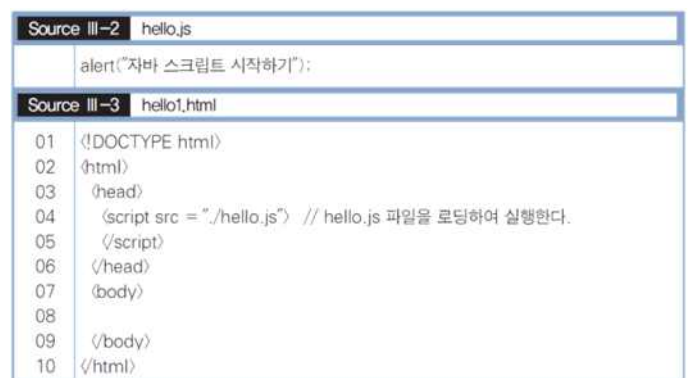 Source Ⅲ-2 hello.js
alert("자바 스크립트 시작하기");
Source Ⅲ-3 hello1.html
01 〈!DOCTYPE html〉
02 〈html〉
03 〈head〉
04 〈script src = "./hello.js"〉 // hello.js 파일을 로딩하여 실행한다.
05 〈/script〉
06 〈/head〉
07 〈body〉
08
09 〈/body〉
10 〈/html〉